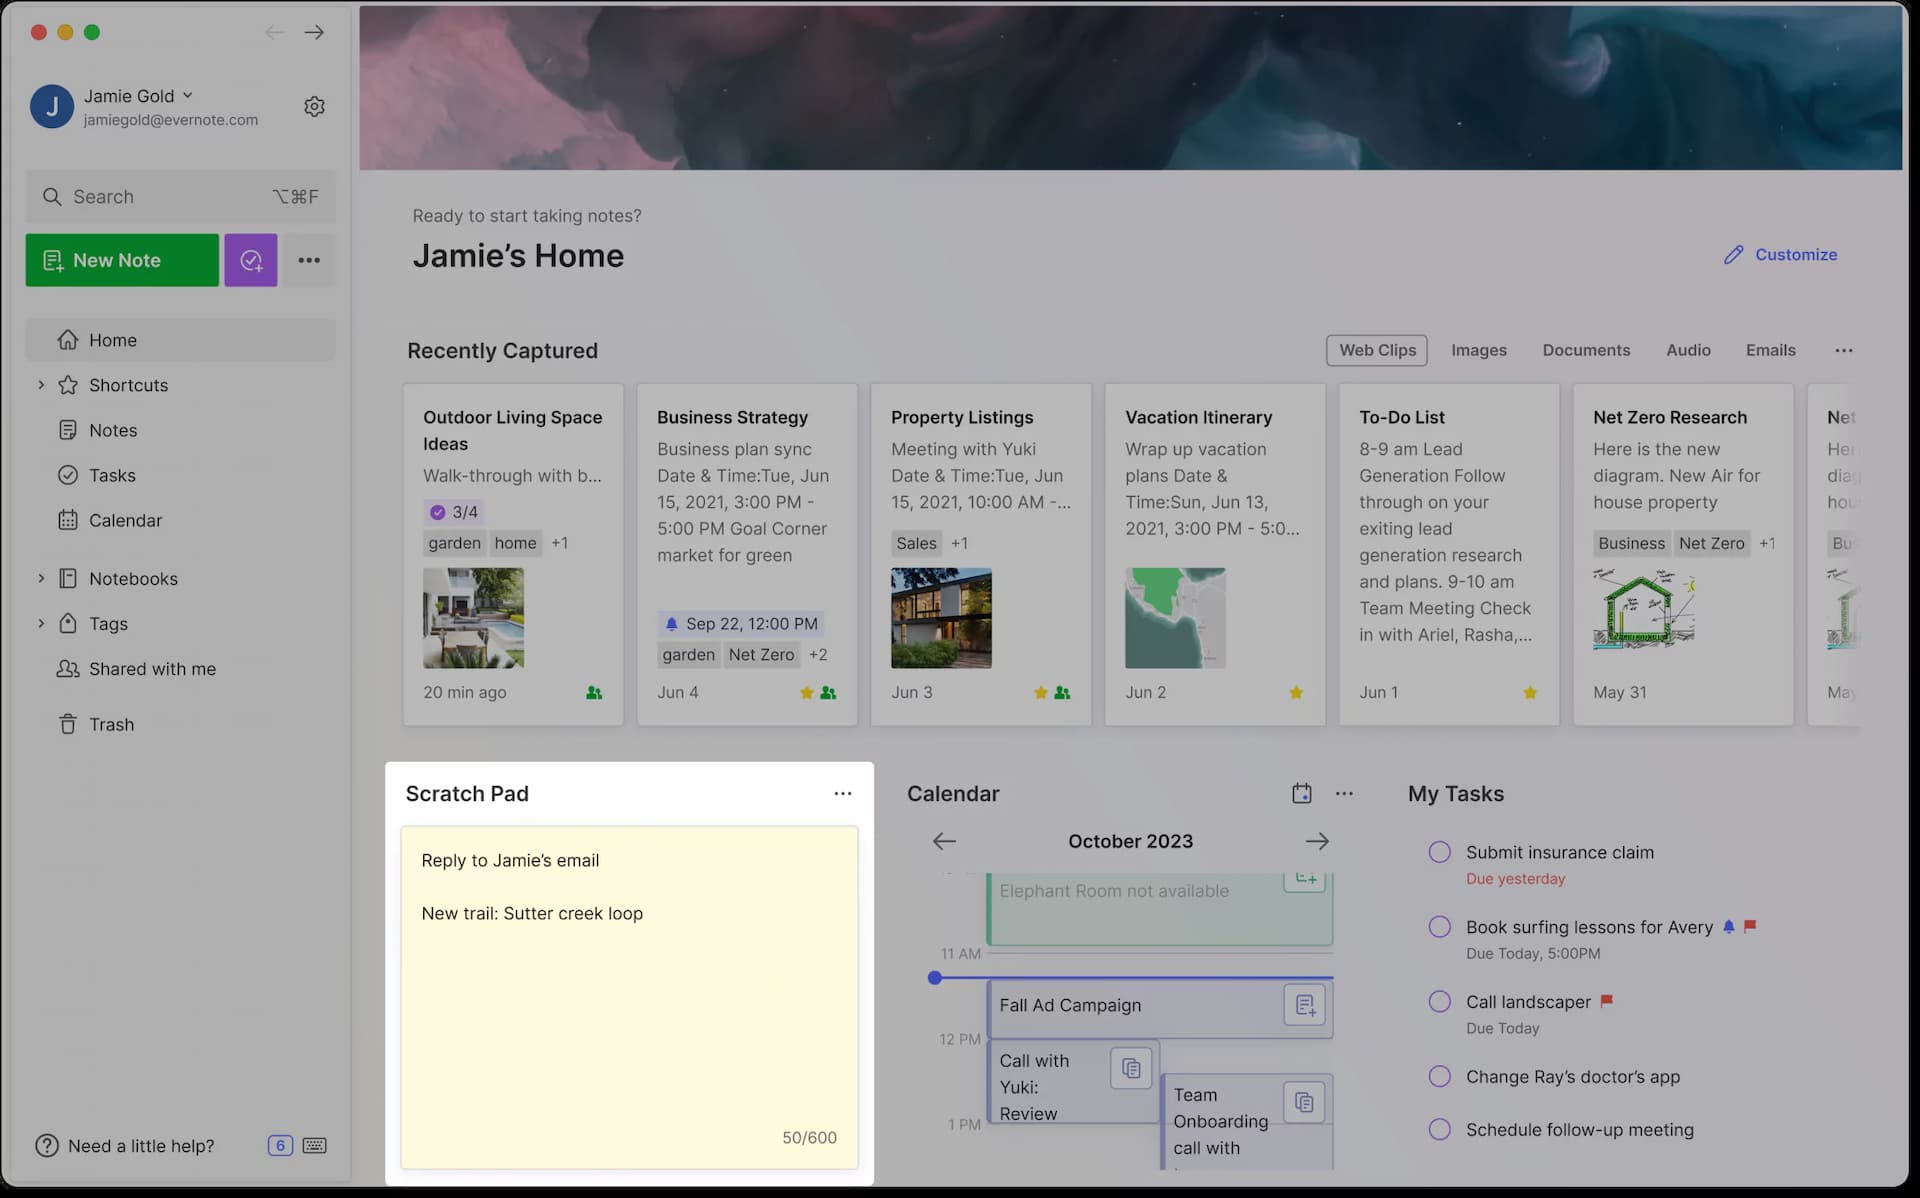 Jamie Gold
jamiegold@evernote.com
J
Search
⌥⌘F
New Note
Home
Shortcuts
Notes
Tasks
Calendar
Notebooks
Tags
Shared with me
Trash
Need a little help?
6
Ready to start taking notes?
Jamie’s Home
Customize
Recently Captured
Web Clips
Images
Documents
Audio
Emails
Outdoor Living Space
Ideas
Walk-through with b...
3/4
garden home +1
20 min ago
Business Strategy
Business plan sync
Date & Time:Tue, Jun
15, 2021, 3:00 PM -
5:00 PM Goal Corner
market for green
Sep 22, 12:00 PM
garden Net Zero +2
Jun 4
Property Listings
Meeting with Yuki
Date & Time:Tue, Jun
15, 2021, 10:00 AM -...
Sales +1
Jun 3
Vacation Itinerary
Wrap up vacation
plans Date &
Time:Sun, Jun 13,
2021, 3:00 PM - 5:0...
Jun 2
To-Do List
8-9 am Lead
Generation Follow
through on your
exiting lead
generation research
and plans. 9-10 am
Team Meeting Check
in with Ariel, Rasha,...
Jun 1
Net Zero Research
Here is the new
diagram. New Air for
house property
Business Net Zero +1
May 31
Net
Her
diag
hou
Bus
May
Scratch Pad
Reply to Jamie’s email
New trail: Sutter creek loop
50/600
Calendar
October 2023
Elephant Room not available
11 AM
Fall Ad Campaign
12 PM
Call with
Yuki:
Review
Team
Onboarding
call with
1 PM
My Tasks
Submit insurance claim
Due yesterday
Book surfing lessons for Avery
Due Today, 5:00PM
Call landscaper
Due Today
Change Ray’s doctor’s app
Schedule follow-up meeting